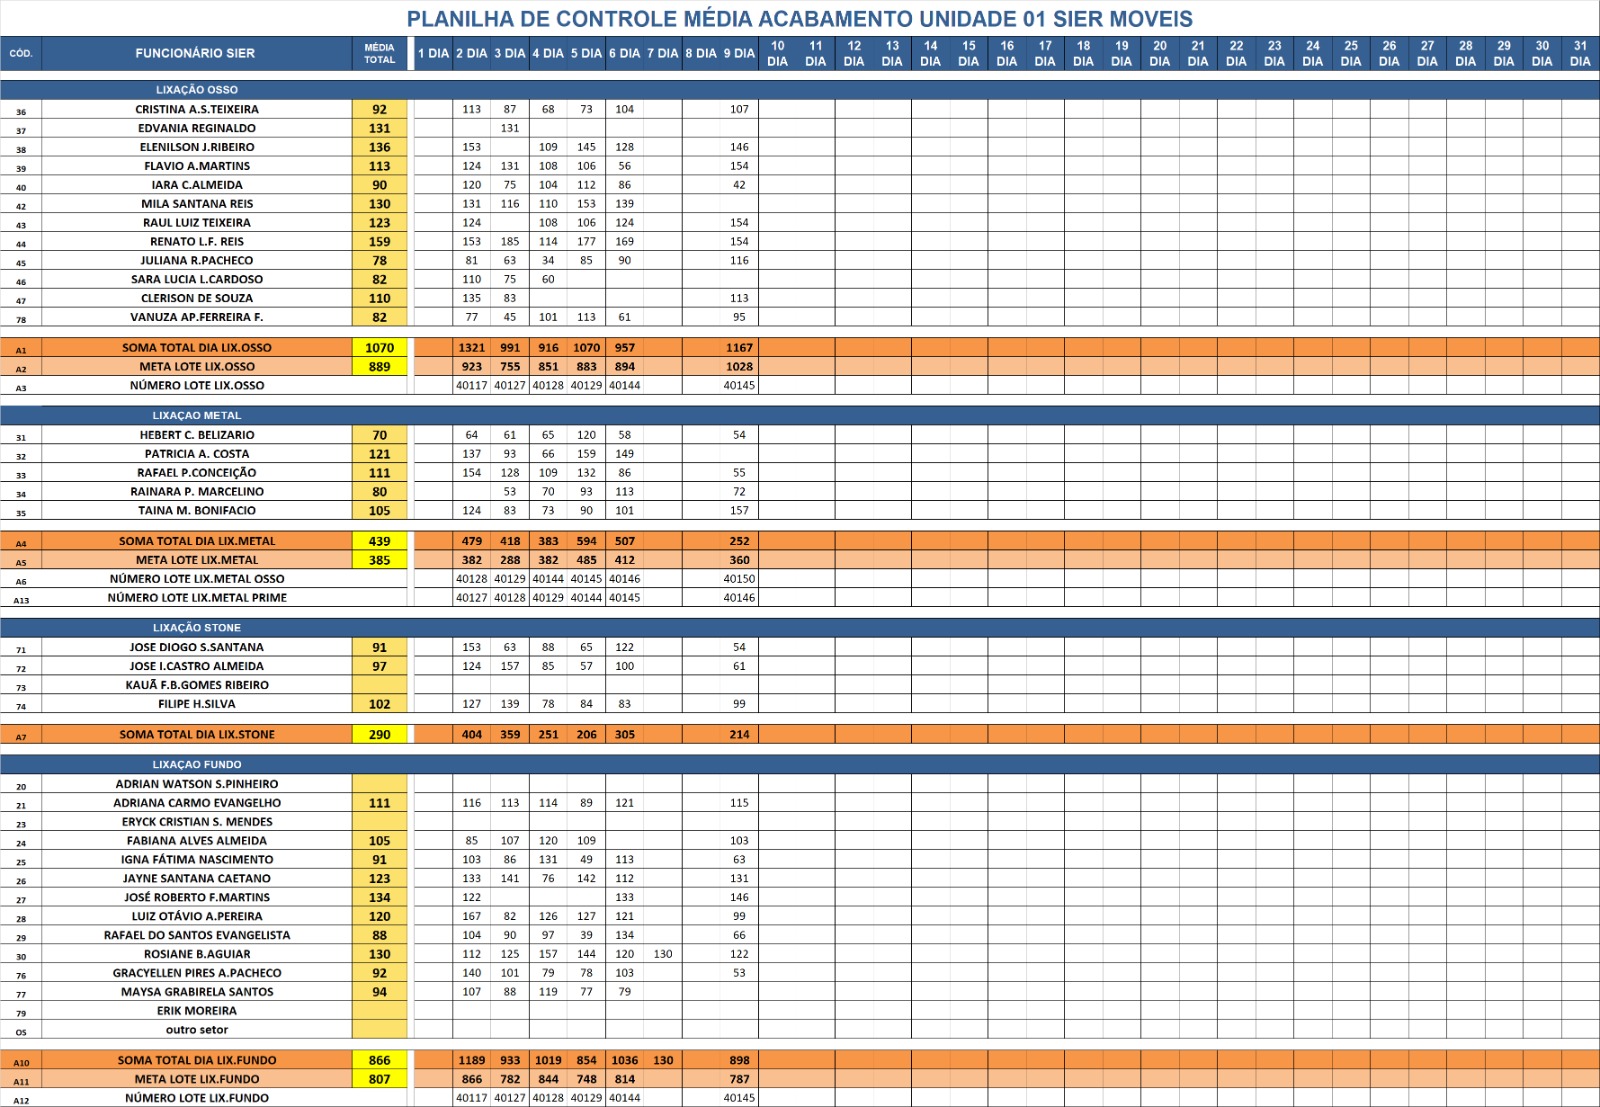 PLANILHA DE CONTROLE MÉDIA ACABAMENTO UNIDADE 01 SIER MOVEIS
CÓD. FUNCIONÁRIO SIER MÉDIA TOTAL 1 DIA 2 DIA 3 DIA 4 DIA 5 DIA 6 DIA 7 DIA 8 DIA 9 DIA 10 DIA 11 DIA 12 DIA 13 DIA 14 DIA 15 DIA 16 DIA 17 DIA 18 DIA 19 DIA 20 DIA 21 DIA 22 DIA 23 DIA 24 DIA 25 DIA 26 DIA 27 DIA 28 DIA 29 DIA 30 DIA 31 DIA
LIXAÇÃO OSSO
36 CRISTINA A.S.TEIXEIRA 92 113 87 68 73 104 107
37 EDVANIA REGINALDO 131 131
38 ELENILSON J.RIBEIRO 136 153 109 145 128 146
39 FLAVIO A.MARTINS 113 124 131 108 106 56 154
40 IARA C.ALMEIDA 90 120 75 104 112 86 42
42 MILA SANTANA REIS 130 131 116 110 153 139
43 RAUL LUIZ TEIXEIRA 123 124 108 106 124 154
44 RENATO L.F. REIS 159 153 185 114 177 169 154
45 JULIANA R.PACHECO 78 81 63 34 85 90 116
46 SARA LUCIA L.CARDOSO 82 110 75 60
47 CLERISON DE SOUZA 110 135 83 113
78 VANUZA AP.FERREIRA F. 82 77 45 101 113 61 95
A1 SOMA TOTAL DIA LIX.OSSO 1070 1321 991 916 1070 957 1167
A2 META LOTE LIX.OSSO 889 923 755 851 883 894 1028
A3 NÚMERO LOTE LIX.OSSO 40117 40127 40128 40129 40144 40145
LIXAÇAO METAL
31 HEBERT C. BELIZARIO 70 64 61 65 120 58 54
32 PATRICIA A. COSTA 121 137 93 66 159 149
33 RAFAEL P.CONCEIÇÃO 111 154 128 109 132 86 55
34 RAINARA P. MARCELINO 80 53 70 93 113 72
35 TAINA M. BONIFACIO 105 124 83 73 90 101 157
A4 SOMA TOTAL DIA LIX.METAL 439 479 418 383 594 507 252
A5 META LOTE LIX.METAL 385 382 288 382 485 412 360
A6 NÚMERO LOTE LIX.METAL OSSO 40128 40129 40144 40145 40146 40150
A13 NÚMERO LOTE LIX.METAL PRIME 40127 40128 40129 40144 40145 40146
LIXAÇÃO STONE
71 JOSE DIOGO S.SANTANA 91 153 63 88 65 122 54
72 JOSE I.CASTRO ALMEIDA 97 124 157 85 57 100 61
73 KAUÃ F.B.GOMES RIBEIRO
74 FILIPE H.SILVA 102 127 139 78 84 83 99
A7 SOMA TOTAL DIA LIX.STONE 290 404 359 251 206 305 214
LIXAÇAO FUNDO
20 ADRIAN WATSON S.PINHEIRO
21 ADRIANA CARMO EVANGELHO 111 116 113 114 89 121 115
23 ERYCK CRISTIAN S. MENDES
24 FABIANA ALVES ALMEIDA 105 85 107 120 109 103
25 IGNA FÁTIMA NASCIMENTO 91 103 86 131 49 113 63
26 JAYNE SANTANA CAETANO 123 133 141 76 142 112 131
27 JOSÉ ROBERTO F.MARTINS 134 122 133 146
28 LUIZ OTÁVIO A.PEREIRA 120 167 82 126 127 121 99
29 RAFAEL DO SANTOS EVANGELISTA 88 104 90 97 39 134 66
30 ROSIANE B.AGUIAR 130 112 125 157 144 120 130 122
76 GRACYELLEN PIRES A.PACHECO 92 140 101 79 78 103 53
77 MAYSA GRABIRELA SANTOS 94 107 88 119 77 79
79 ERIK MOREIRA
OS outro setor
A10 SOMA TOTAL DIA LIX.FUNDO 866 1189 933 1019 854 1036 130 898
A11 META LOTE LIX.FUNDO 807 866 782 844 748 814 787
A12 NÚMERO LOTE LIX.FUNDO 40117 40127 40128 40129 40144 40145